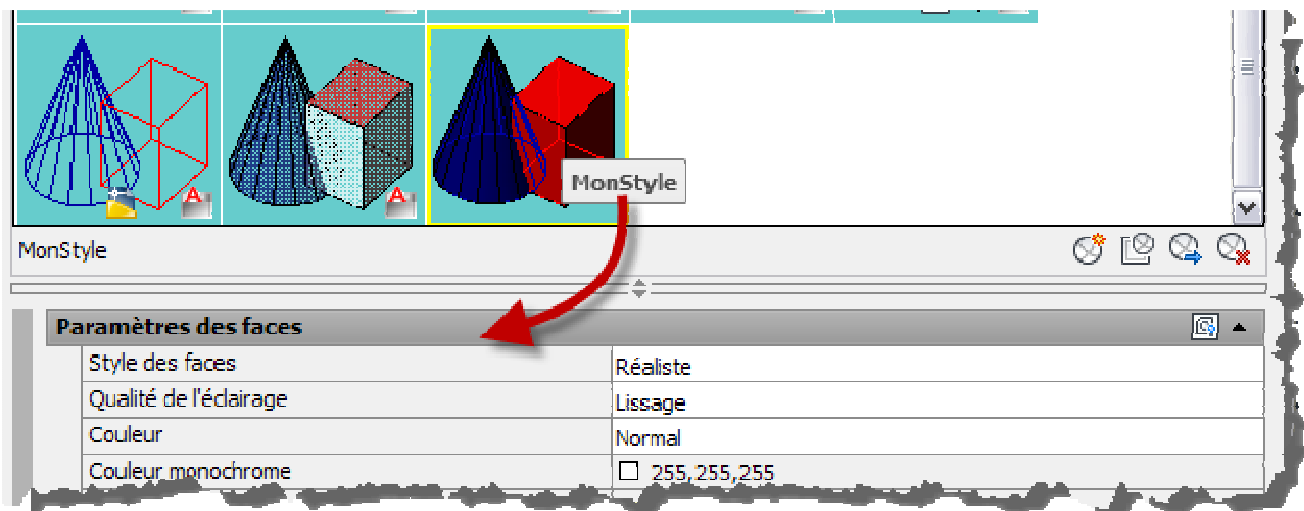 MonStyle
MonStyle
Paramètres des faces
Style des faces
Réaliste
Qualité de l'éclairage
Lissage
Couleur
Normal
Couleur monochrome
255,255,255